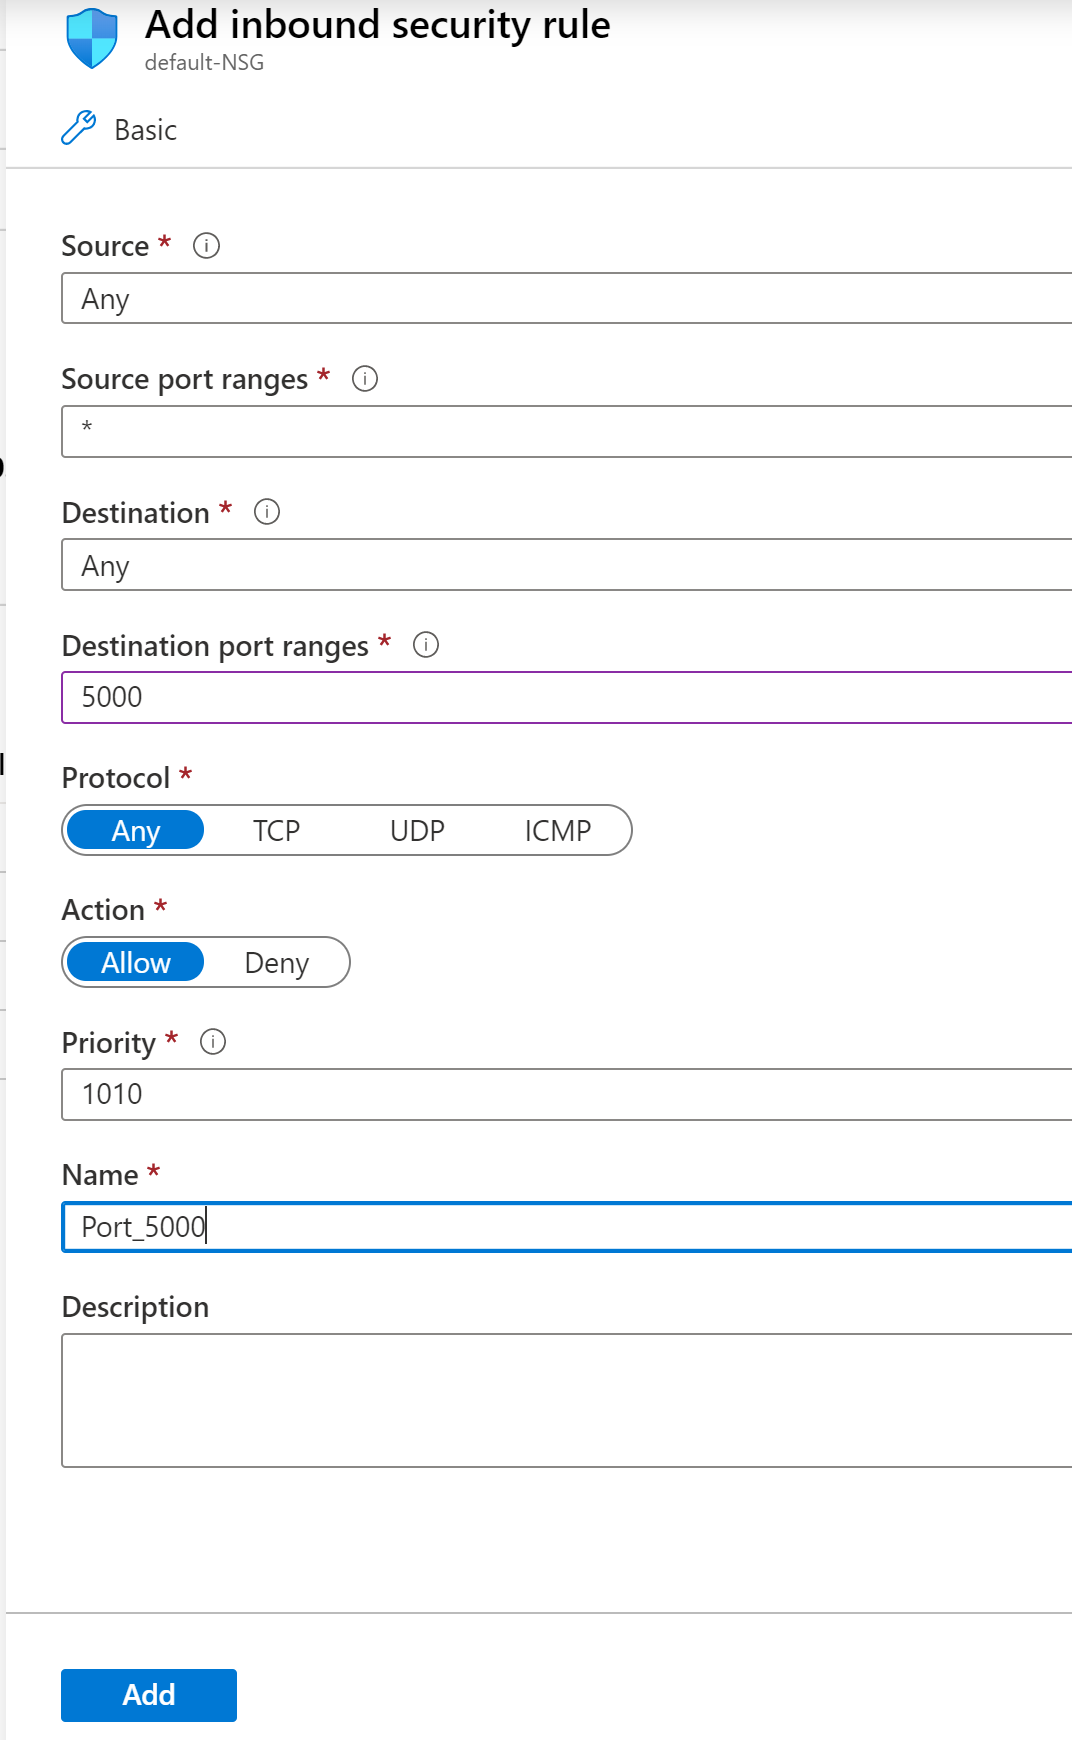 Add inbound security rule
default-NSG
Basic
Source *
Any
Source port ranges *
*
Destination *
Any
Destination port ranges *
5000
Protocol *
Any TCP UDP ICMP
Action *
Allow Deny
Priority *
1010
Name *
Port_5000
Description
Add